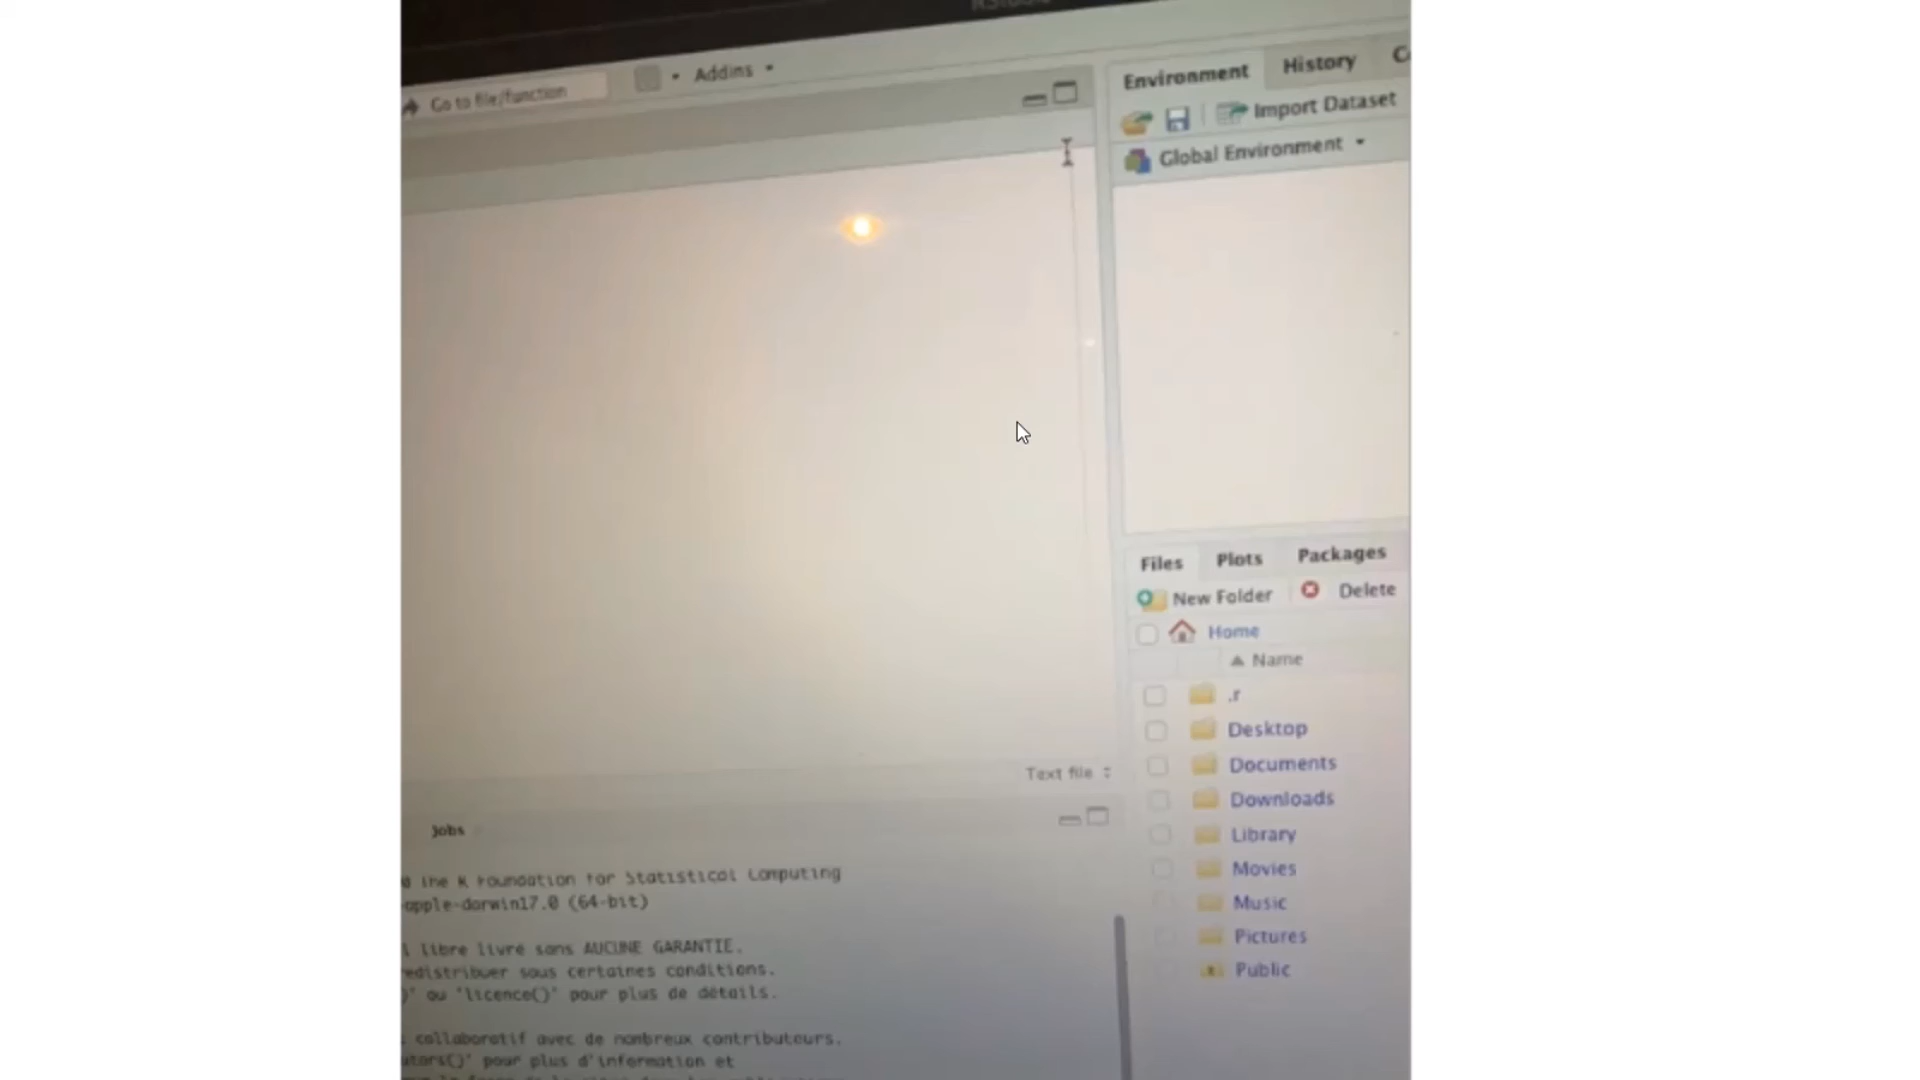 Go to file/function
Addins
Environment History
Import Dataset
Global Environment
Text file
Files Plots Packages
New Folder Delete
Home
Name
.r
Desktop
Documents
Downloads
Library
Movies
Music
Pictures
Public
Jobs
The R Foundation for Statistical Computing
apple-darwin17.0 (64-bit)
libre livré sans AUCUNE GARANTIE.
redistribuer sous certaines conditions.
)' ou 'licence()' pour plus de détails.
collaboratif avec de nombreux contributeurs.
utors()' pour plus d'information et